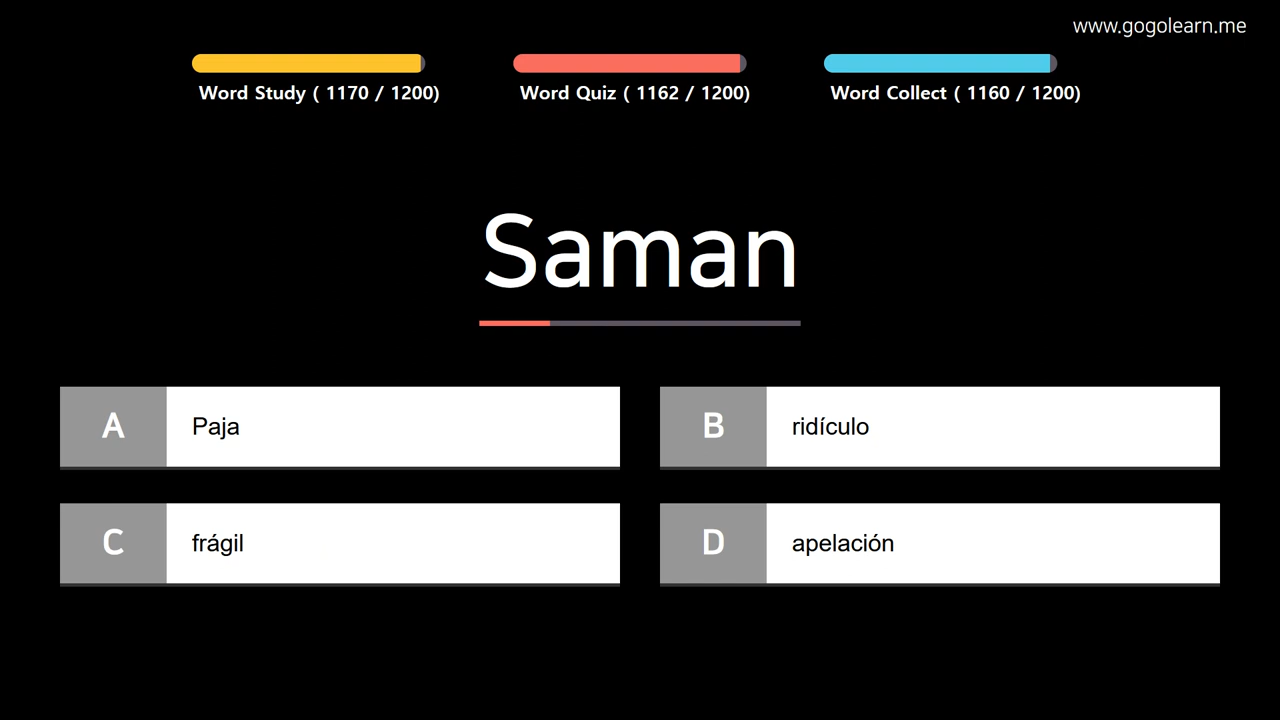 www.gogolearn.me
Word Study ( 1170 / 1200)
Word Quiz ( 1162 / 1200)
Word Collect ( 1160 / 1200)
Saman
A Paja
B ridículo
C frágil
D apelación